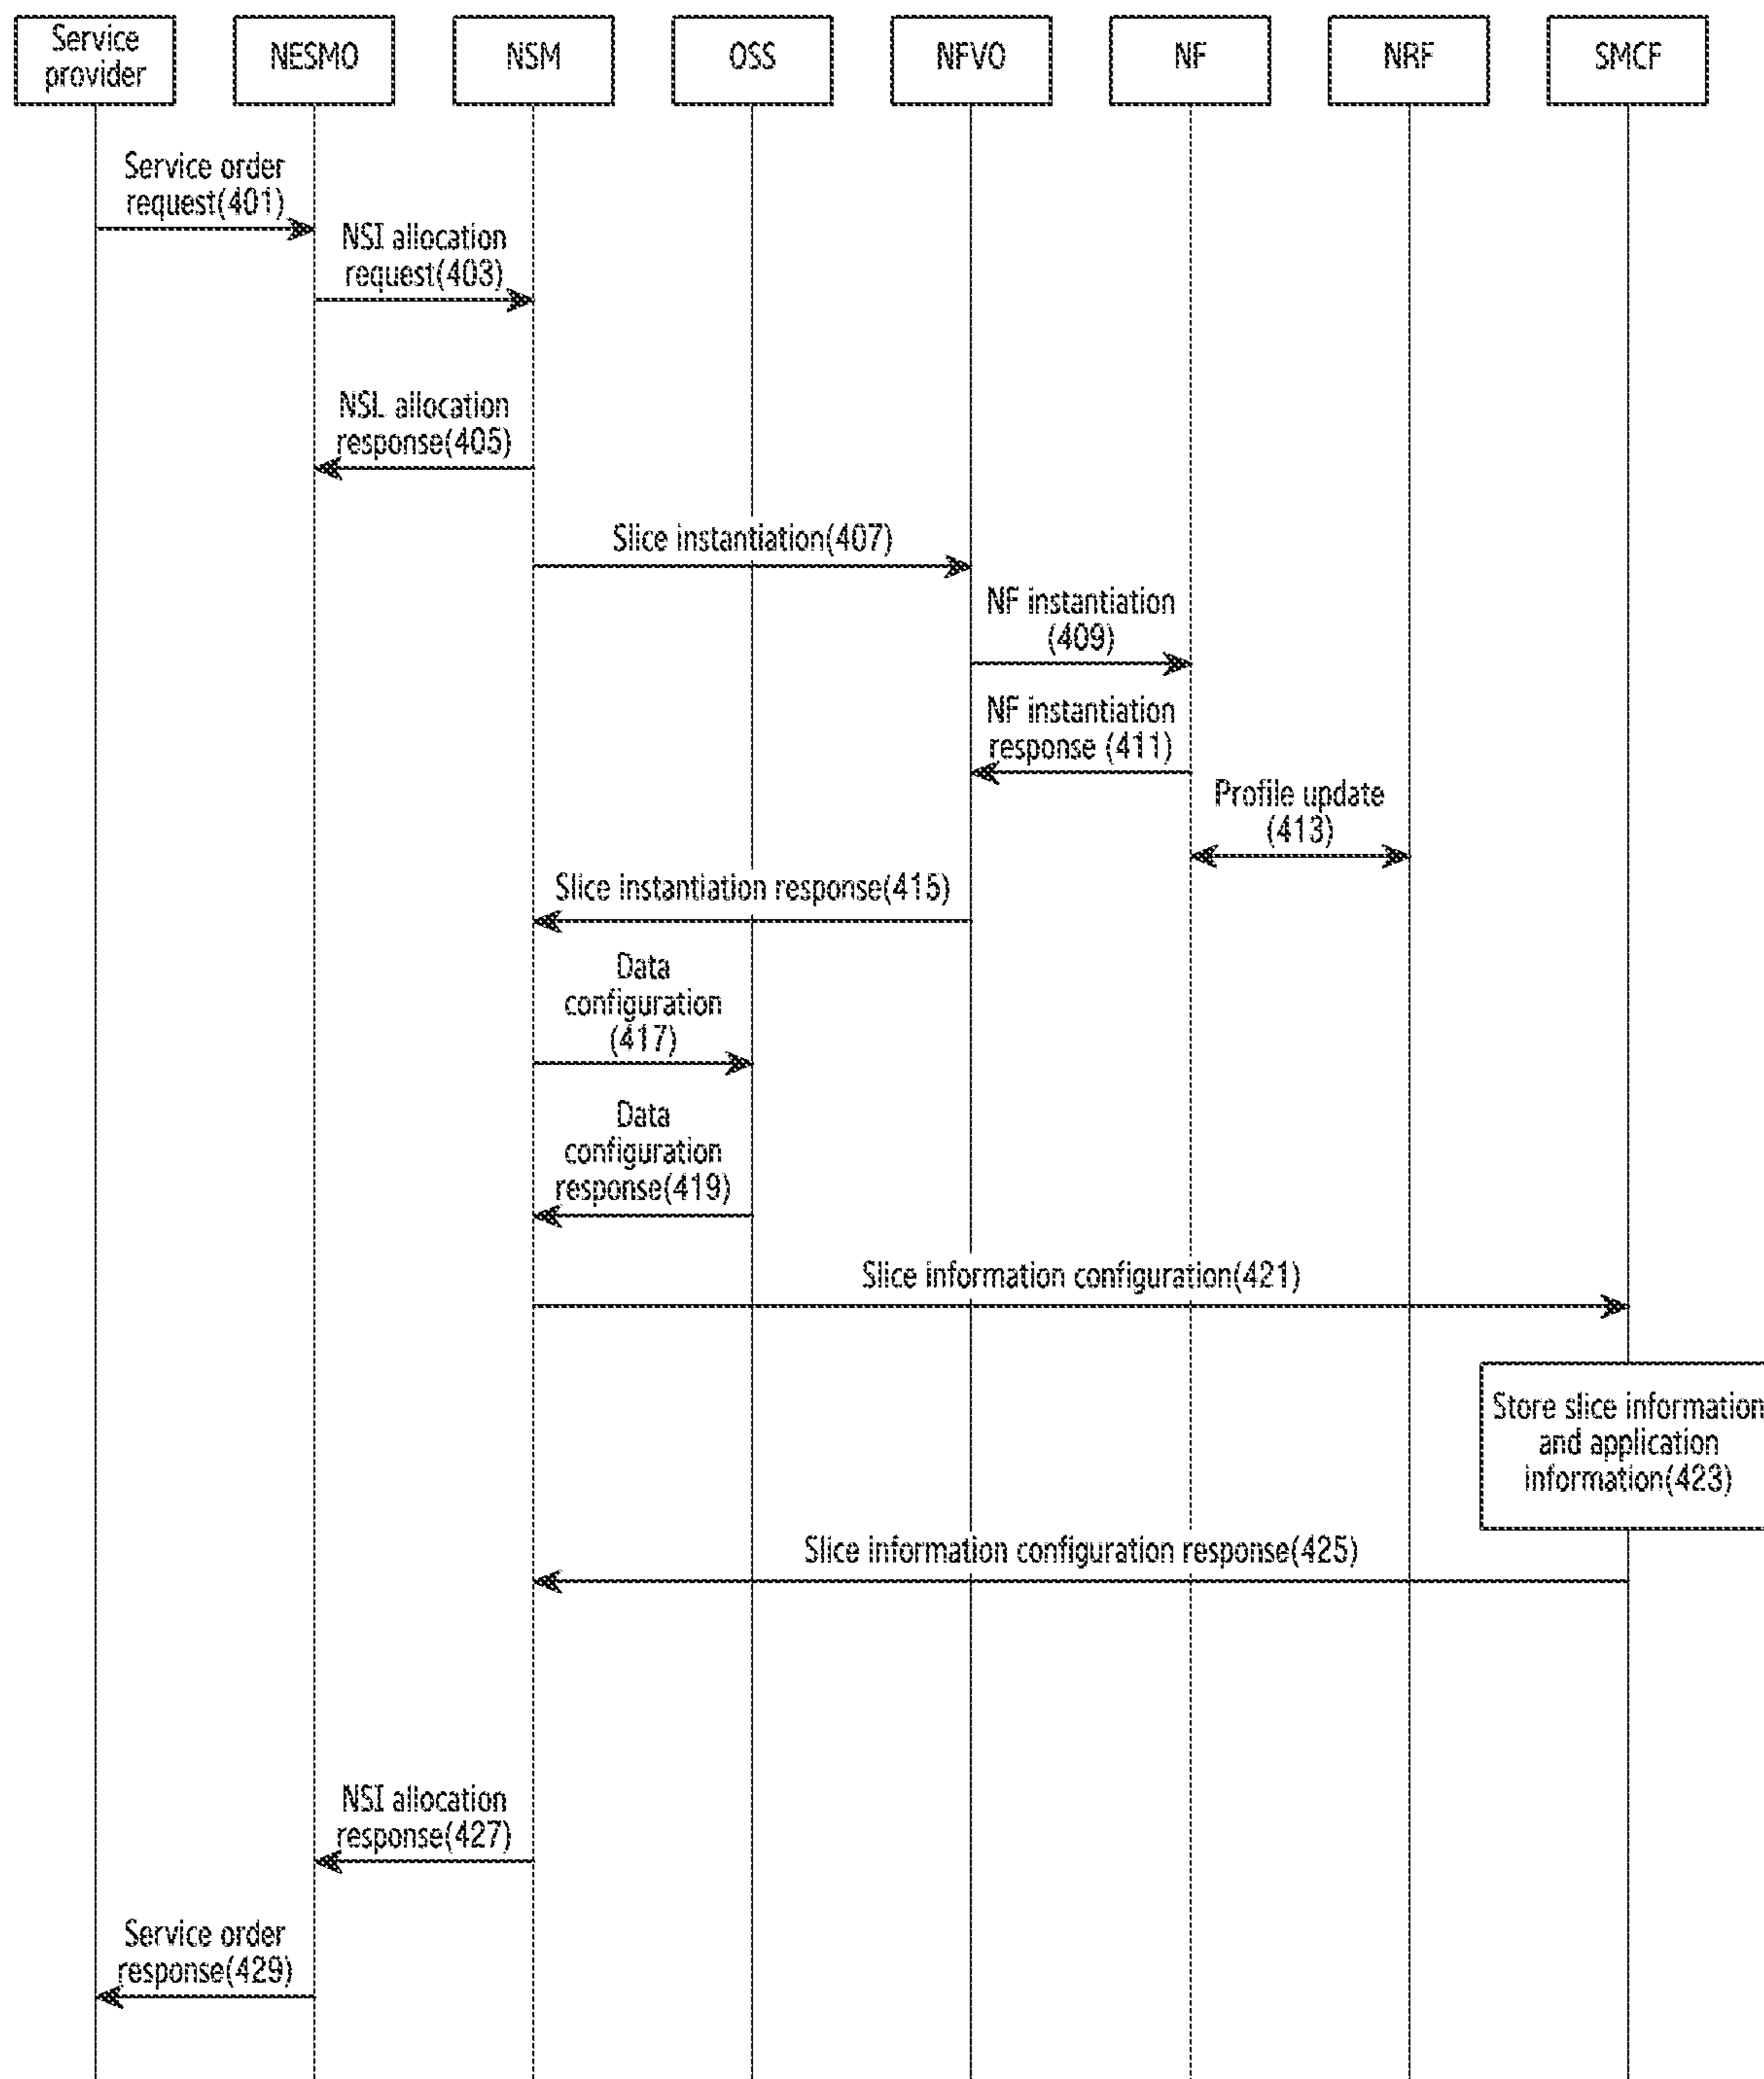 Service
provider
NESMO
NSM
OSS
NFVO
NF
NRF
SMCF
Service order
request(401)
NSI allocation
request(403)
NSL allocation
response(405)
Slice instantiation(407)
NF instantiation
(409)
NF instantiation
response (411)
Profile update
(413)
Slice instantiation response(415)
Data
configuration
(417)
Data
configuration
response(419)
Slice information configuration(421)
Store slice information
and application
information(423)
Slice information configuration response(425)
NSI allocation
response(427)
Service order
response(429)